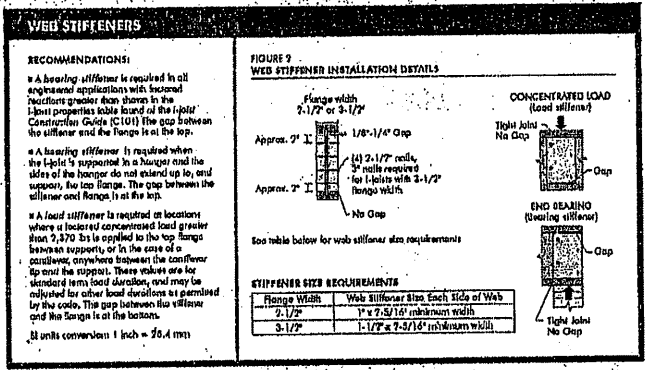 WEB STIFFENERS
RECOMMENDATIONS:
■ A bearing stiffener is required in all
engineered applications with factored
reactions greater than shown in the
I-joist properties table found of the I-joist
Construction Guide (C101). The gap between
the stiffener and the flange is at the top.
■ A bearing stiffener is required when
the I-joist is supported in a hanger and the
sides of the hanger do not extend up to, and
support, the top flange. The gap between the
stiffener and flange is at the top.
■ A load stiffener is required at locations
where a factored concentrated load greater
than 2,370 lbs is applied to the top flange
between supports, or in the case of a
cantilever, anywhere between the cantilever
tip and the support. These values are for
standard term load duration, and may be
adjusted for other load durations as permitted
by the code. The gap between the stiffener
and the flange is at the bottom.
SI units conversion: 1 inch = 25.4 mm
FIGURE 2
WEB STIFFENER INSTALLATION DETAILS
Flange width
2-1/2" or 3-1/2"
1/8"-1/4" Gap
Approx. 2"
(4) 2-1/2" nails,
3" nails required
for I-joists with 3-1/2"
flange width
Approx. 2"
No Gap
See table below for web stiffener size requirements
CONCENTRATED LOAD
(Load stiffener)
Tight Joint
No Gap
Gap
END BEARING
(Bearing stiffener)
Gap
Tight Joint
No Gap
STIFFENER SIZE REQUIREMENTS
Flange Width Web Stiffener Size Each Side of Web
2-1/2" 1" x 2-5/16" minimum width
3-1/2" 1-1/2" x 2-5/16" minimum width